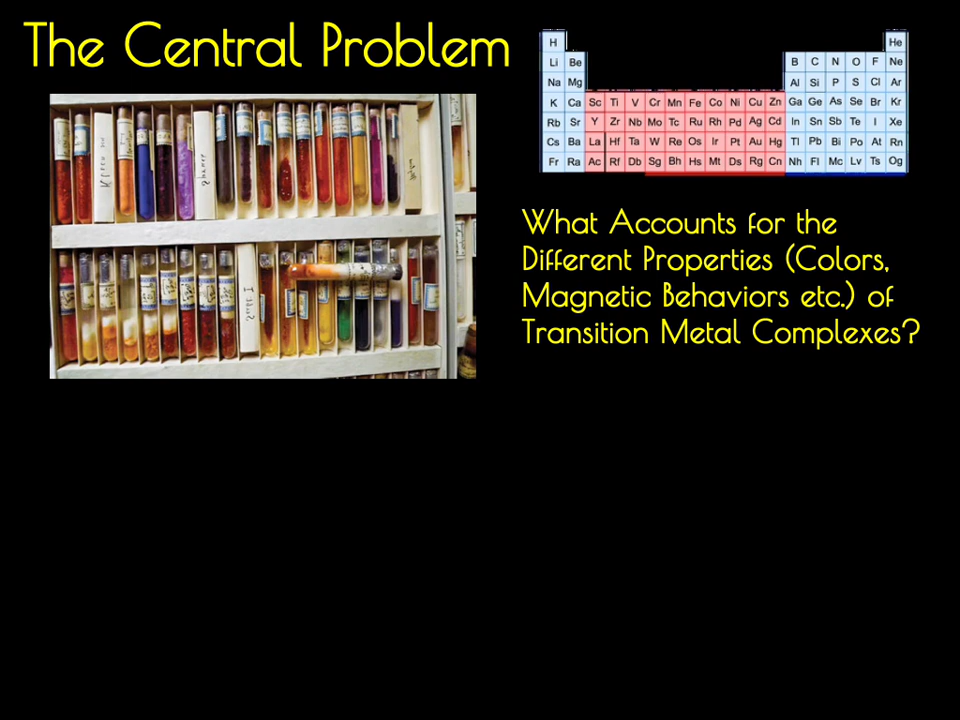 The Central Problem
H He
Li Be B C N O F Ne
Na Mg Al Si P S Cl Ar
K Ca Sc Ti V Cr Mn Fe Co Ni Cu Zn Ga Ge As Se Br Kr
Rb Sr Y Zr Nb Mo Tc Ru Rh Pd Ag Cd In Sn Sb Te I Xe
Cs Ba La Hf Ta W Re Os Ir Pt Au Hg Tl Pb Bi Po At Rn
Fr Ra Ac Rf Db Sg Bh Hs Mt Ds Rg Cn Nh Fl Mc Lv Ts Og
What Accounts for the
Different Properties (Colors,
Magnetic Behaviors etc.) of
Transition Metal Complexes?